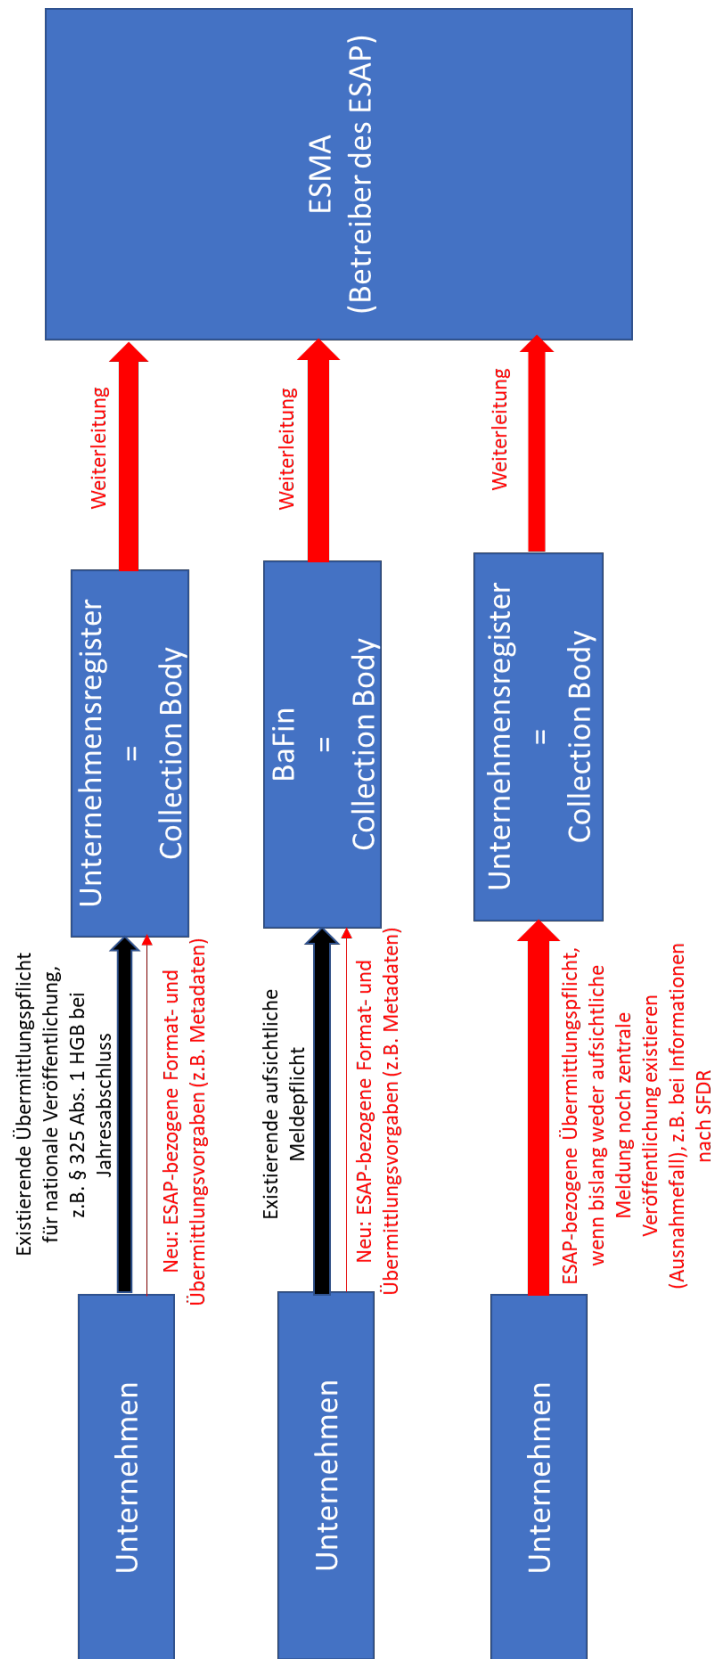 Unternehmen
Existierende Übermittlungspflicht
für nationale Veröffentlichung,
z.B. § 325 Abs. 1 HGB bei
Jahresabschluss
Neu: ESAP-bezogene Format- und
Übermittlungsvorgaben (z.B. Metadaten)
Unternehmensregister
=
Collection Body
Weiterleitung
Unternehmen
Existierende aufsichtliche
Meldepflicht
Neu: ESAP-bezogene Format- und
Übermittlungsvorgaben (z.B. Metadaten)
BaFin
=
Collection Body
Weiterleitung
Unternehmen
ESAP-bezogene Übermittlungspflicht,
wenn bislang weder aufsichtliche
Meldung noch zentrale
Veröffentlichung existieren
(Ausnahmefall), z.B. bei Informationen
nach SFDR
Unternehmensregister
=
Collection Body
Weiterleitung
ESMA
(Betreiber des ESAP)